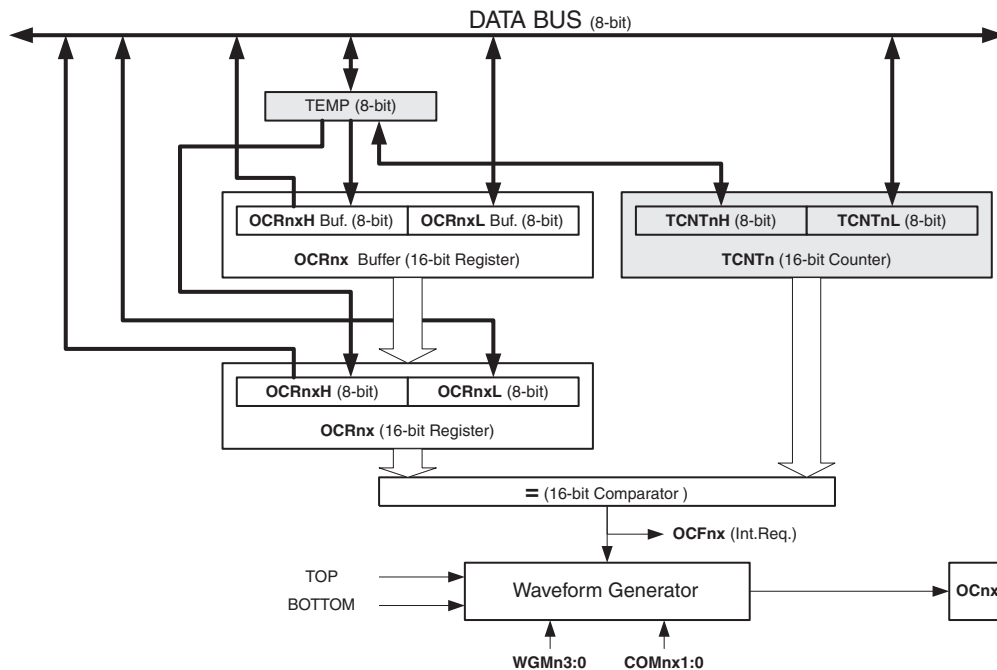 DATA BUS (8-bit)
TEMP (8-bit)
OCRnxH Buf. (8-bit)
OCRnxL Buf. (8-bit)
OCRnx Buffer (16-bit Register)
TCNTnH (8-bit)
TCNTnL (8-bit)
TCNTn (16-bit Counter)
OCRnxH (8-bit)
OCRnxL (8-bit)
OCRnx (16-bit Register)
= (16-bit Comparator )
OCFnx (Int.Req.)
TOP
BOTTOM
Waveform Generator
OCnx
WGMn3:0
COMnx1:0